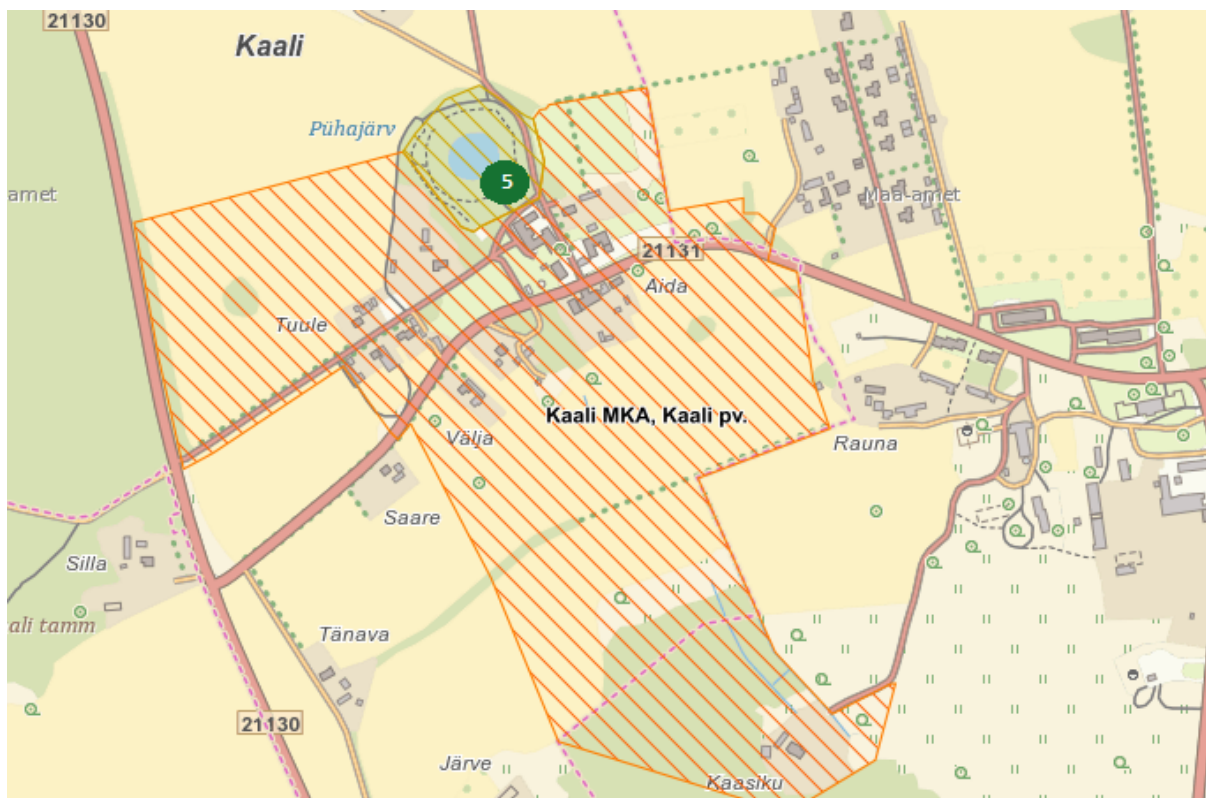 21130
Kaali
Pühajärv
5
amet
Maa-amet
21131
Aida
Tuule
Kaali MKA, Kaali pv.
Välja
Rauna
Saare
Silla
ali tamm
Tänava
21130
Järve
Kaasiku